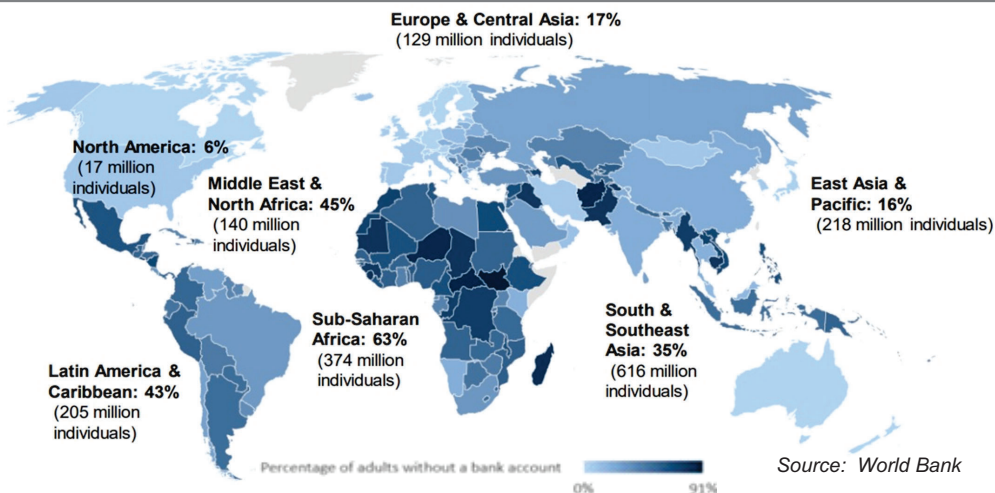 Europe & Central Asia: 17%
(129 million individuals)
North America: 6%
(17 million
individuals)
Middle East &
North Africa: 45%
(140 million
individuals)
East Asia &
Pacific: 16%
(218 million individuals)
Sub-Saharan
Africa: 63%
(374 million
individuals)
South &
Southeast
Asia: 35%
(616 million
individuals)
Latin America &
Caribbean: 43%
(205 million
individuals)
Percentage of adults without a bank account
0%
91%
Source: World Bank